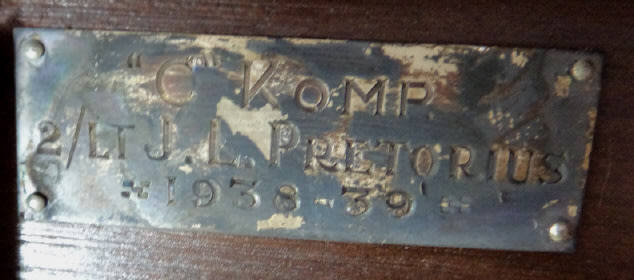 "C" KOMP.
2/LT J. L. PRETORIUS
1938-39